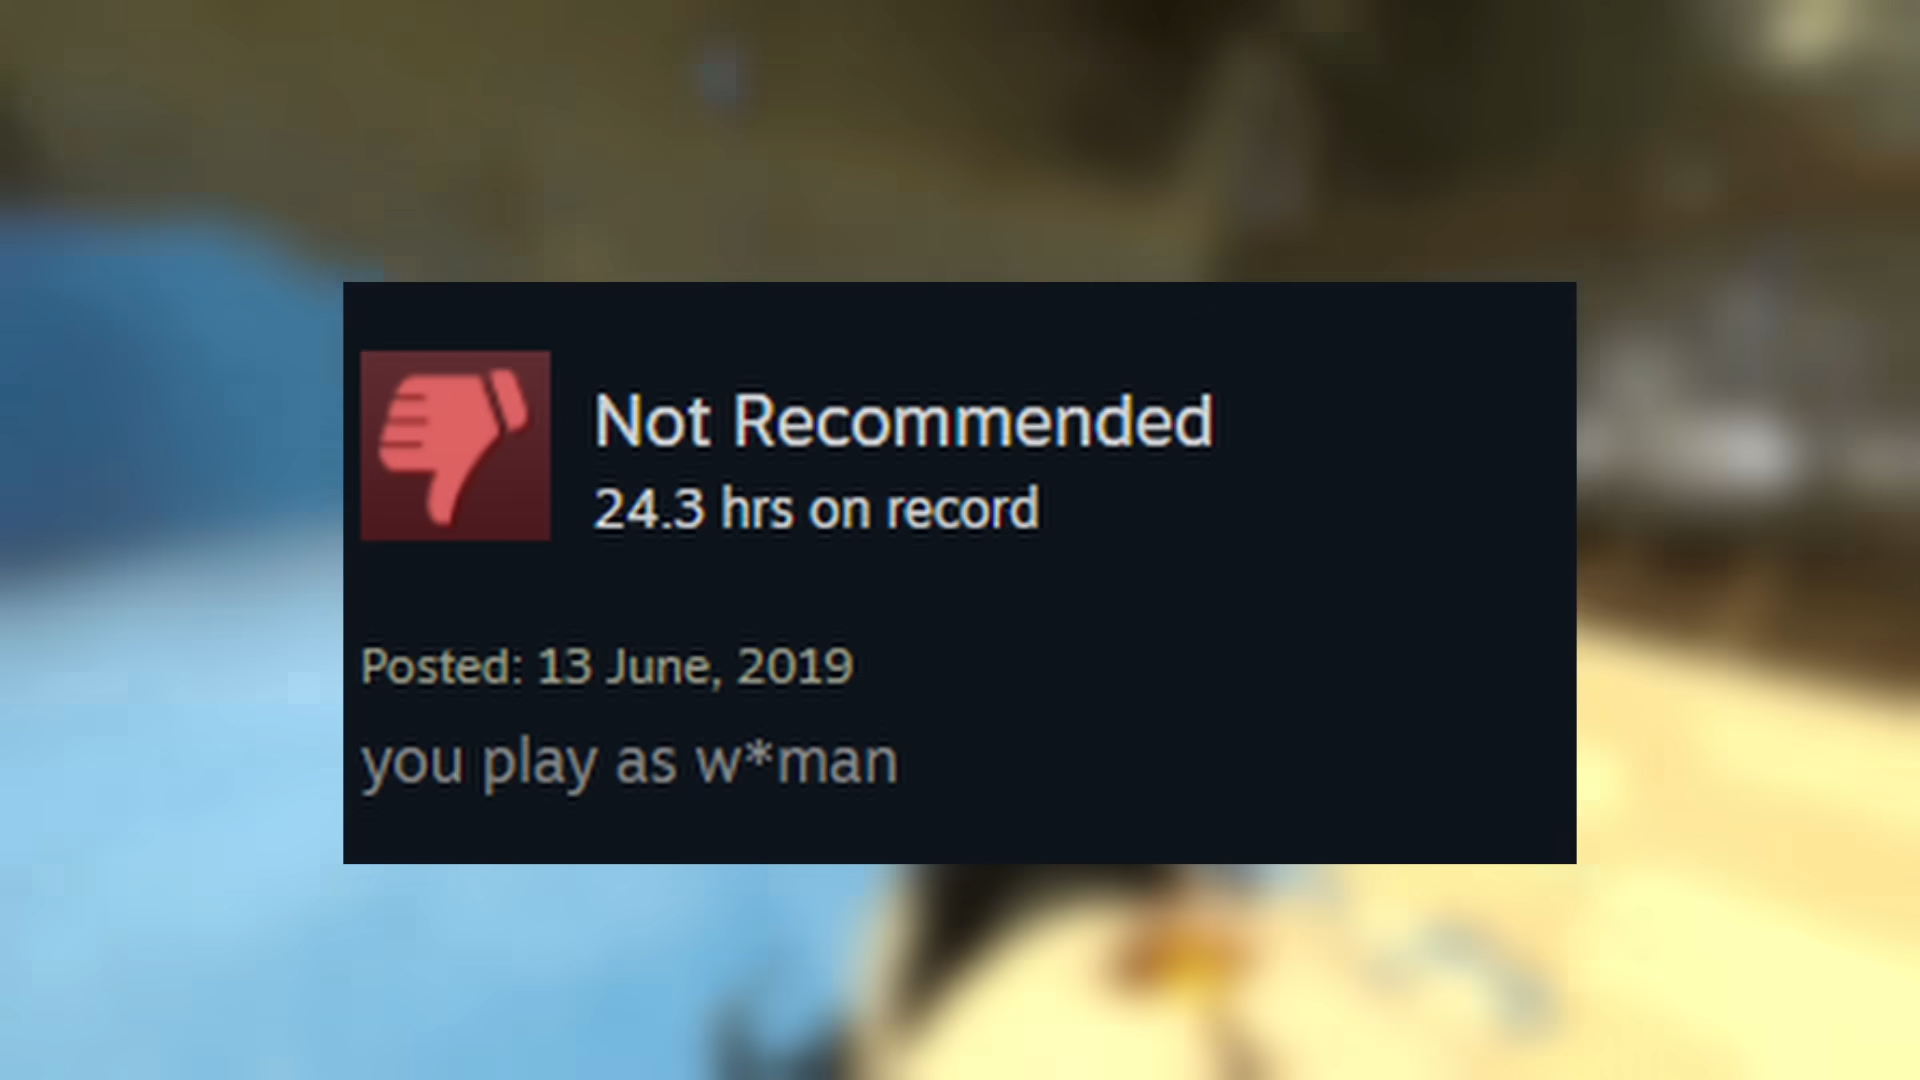 Not Recommended
24.3 hrs on record
Posted: 13 June, 2019
you play as w*man